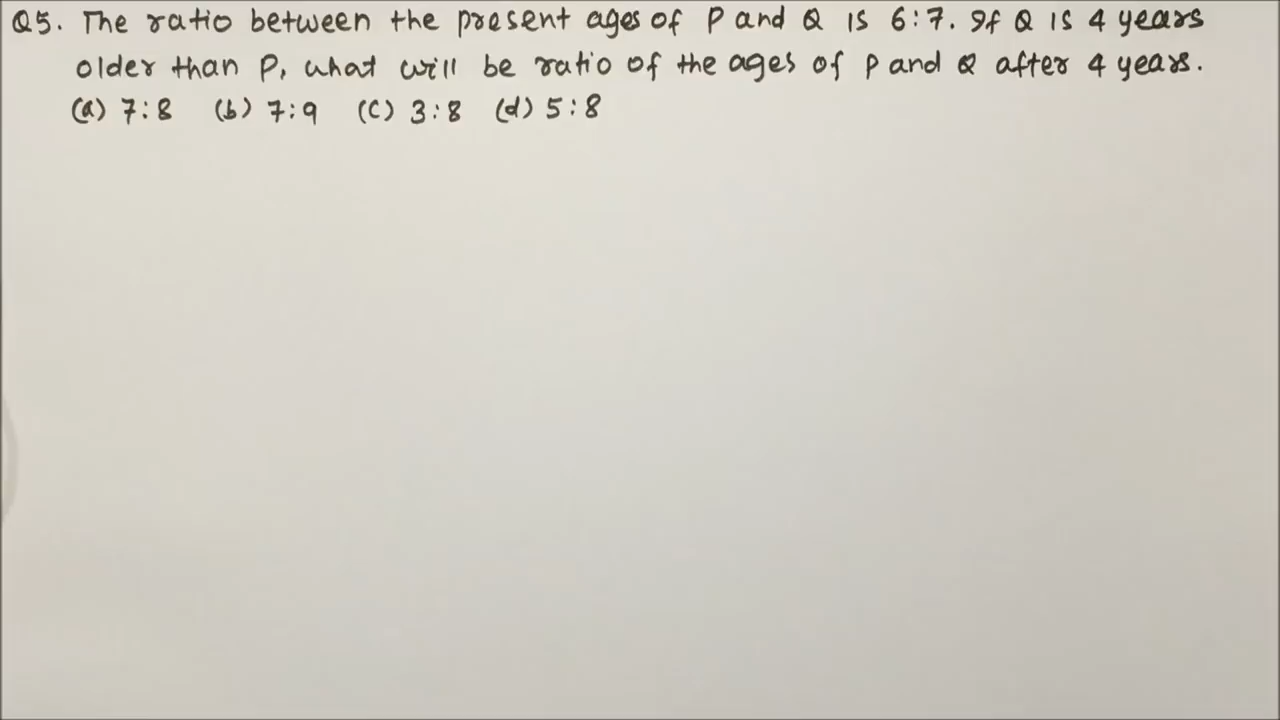 Q5. The ratio between the present ages of P and Q is 6:7. If Q is 4 years
older than P, what will be ratio of the ages of P and Q after 4 years.
(a) 7:8 (b) 7:9 (c) 3:8 (d) 5:8